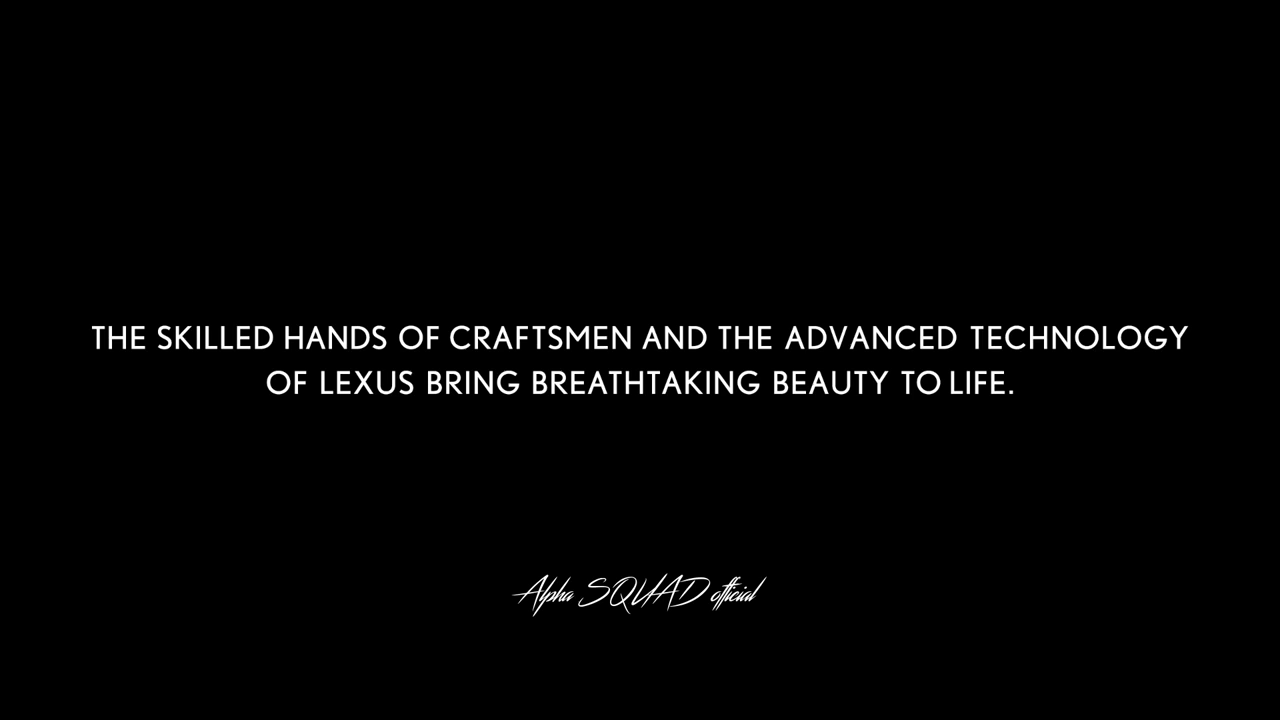 THE SKILLED HANDS OF CRAFTSMEN AND THE ADVANCED TECHNOLOGY
OF LEXUS BRING BREATHTAKING BEAUTY TO LIFE.
Alpha SQUAD official